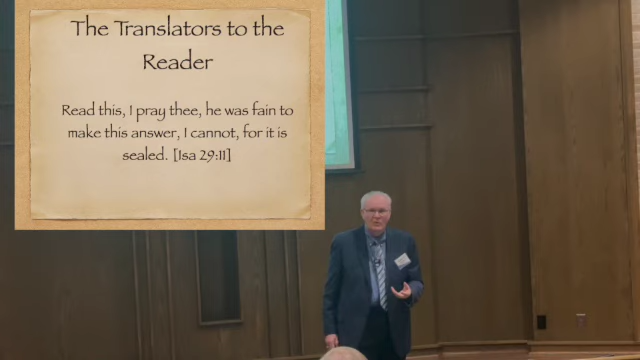 The Translators to the
Reader
Read this, I pray thee, he was fain to
make this answer, I cannot, for it is
sealed. [Isa 29:11]